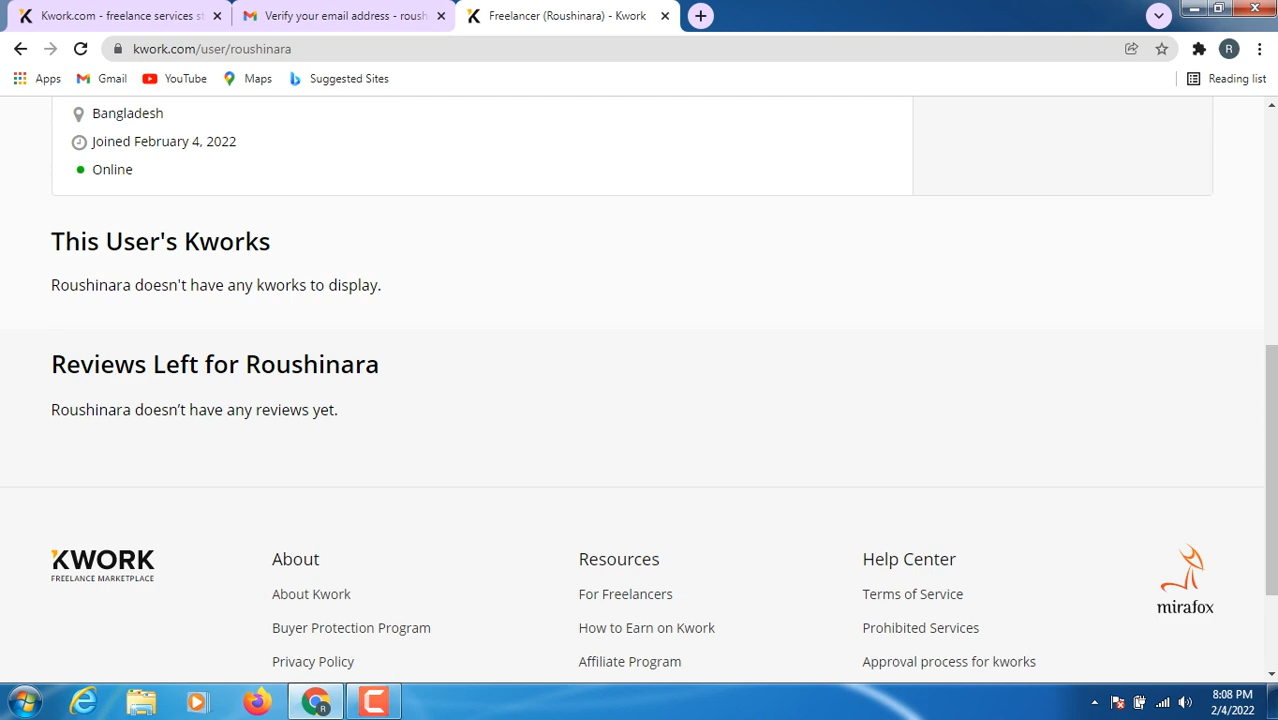 Kwork.com - freelance services st
Verify your email address - roush
Freelancer (Roushinara) - Kwork
kwork.com/user/roushinara
R
Apps
Gmail
YouTube
Maps
Suggested Sites
Reading list
Bangladesh
Joined February 4, 2022
Online
This User's Kworks
Roushinara doesn't have any kworks to display.
Reviews Left for Roushinara
Roushinara doesn’t have any reviews yet.
KWORK
FREELANCE MARKETPLACE
About
Resources
Help Center
mirafox
About Kwork
For Freelancers
Terms of Service
Buyer Protection Program
How to Earn on Kwork
Prohibited Services
Privacy Policy
Affiliate Program
Approval process for kworks
R
8:08 PM
2/4/2022